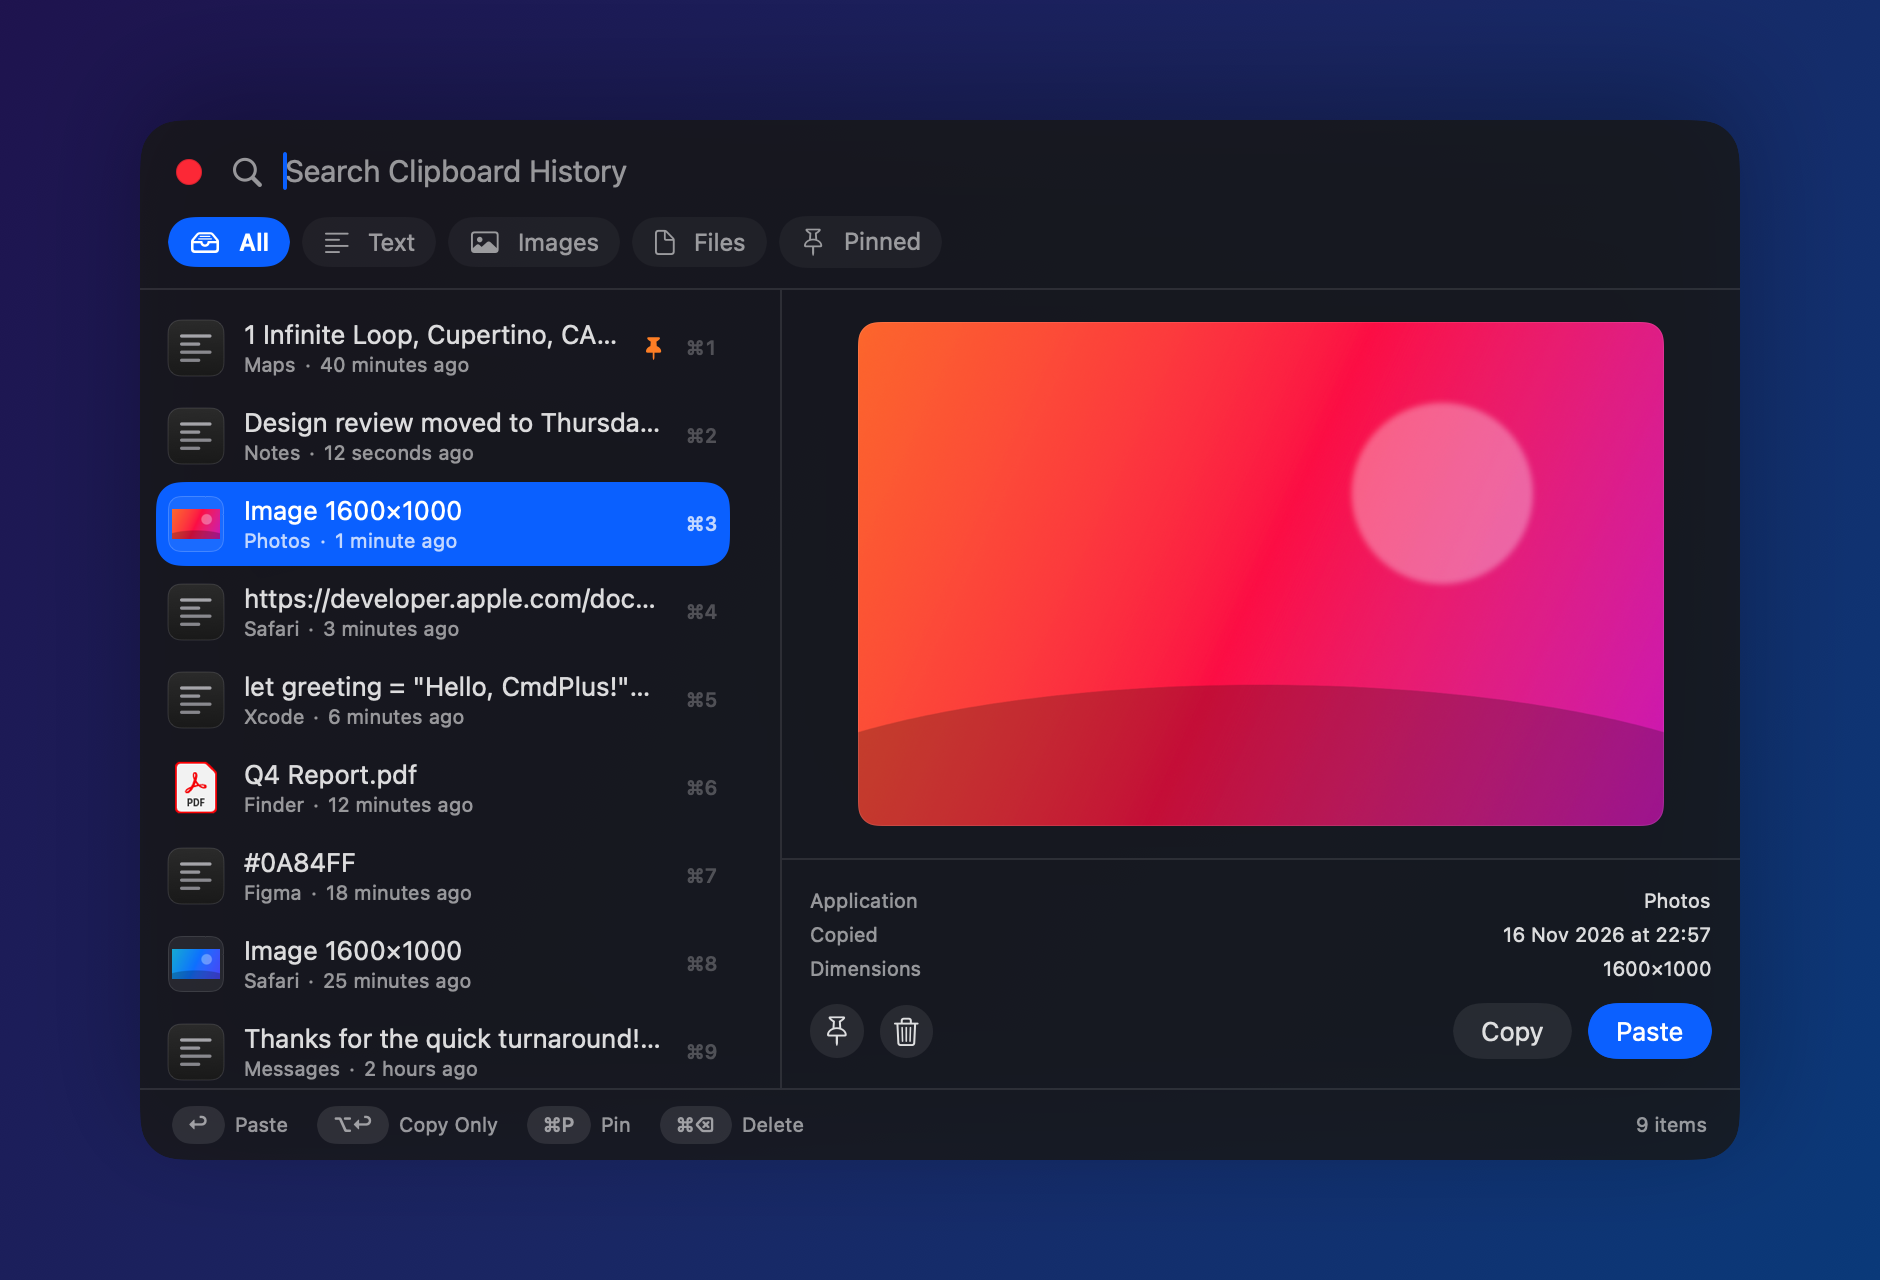 Search Clipboard History
All
Text
Images
Files
Pinned
1 Infinite Loop, Cupertino, CA...
⌘1
Maps · 40 minutes ago
Design review moved to Thursda...
⌘2
Notes · 12 seconds ago
Image 1600×1000
⌘3
Photos · 1 minute ago
https://developer.apple.com/doc...
⌘4
Safari · 3 minutes ago
let greeting = "Hello, CmdPlus!"...
⌘5
Xcode · 6 minutes ago
PDF
Q4 Report.pdf
⌘6
Finder · 12 minutes ago
#0A84FF
⌘7
Figma · 18 minutes ago
Image 1600×1000
⌘8
Safari · 25 minutes ago
Thanks for the quick turnaround!...
⌘9
Messages · 2 hours ago
Application Photos
Copied 16 Nov 2026 at 22:57
Dimensions 1600×1000
Copy
Paste
↩ Paste
⌥↩ Copy Only
⌘P Pin
⌘⌫ Delete
9 items